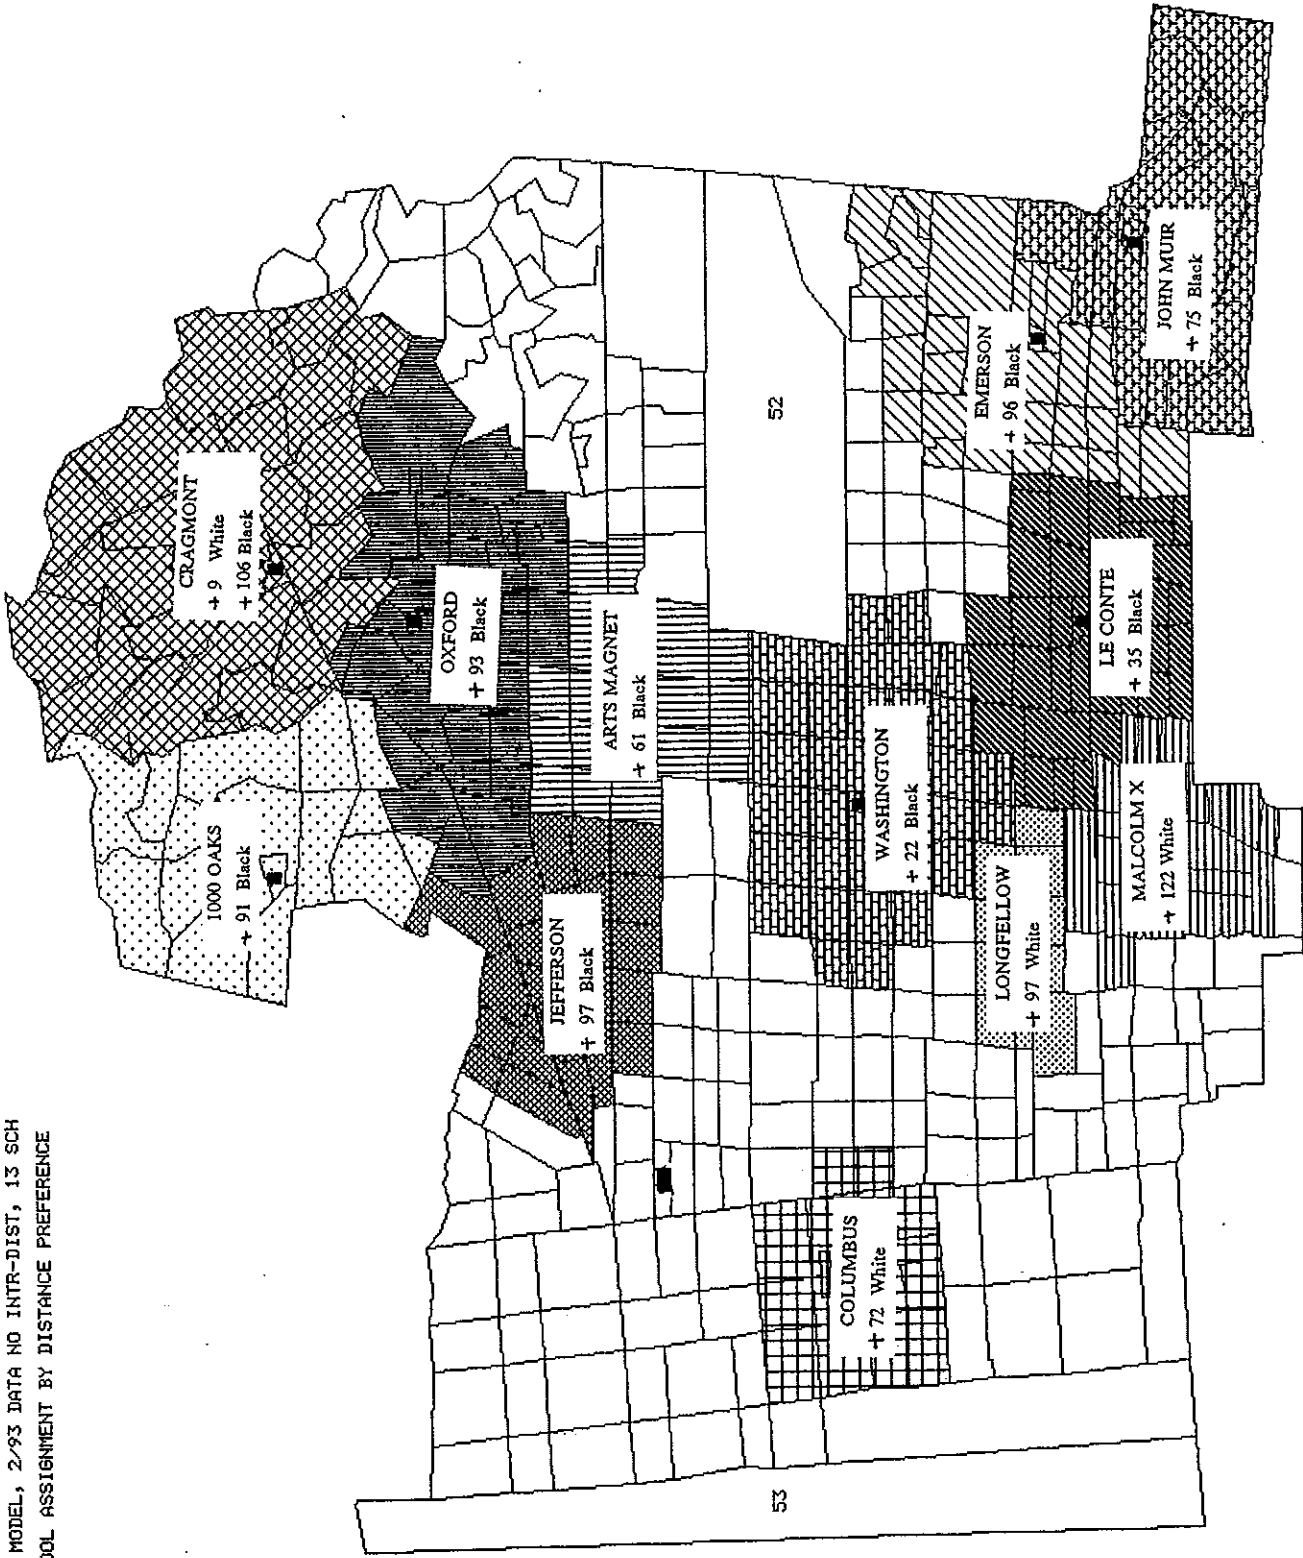 MODEL, 2/93 DATA NO INTR-DIST, 13 SCH
OOL ASSIGNMENT BY DISTANCE PREFERENCE
CRAGMONT
+ 9 White
+ 106 Black
1000 OAKS
+ 91 Black
OXFORD
+ 93 Black
JEFFERSON
+ 97 Black
ARTS MAGNET
+ 61 Black
52
WASHINGTON
+ 22 Black
EMERSON
+ 96 Black
JOHN MUIR
+ 75 Black
LE CONTE
+ 35 Black
LONGFELLOW
+ 97 White
MALCOLM X
+ 122 White
COLUMBUS
+ 72 White
53